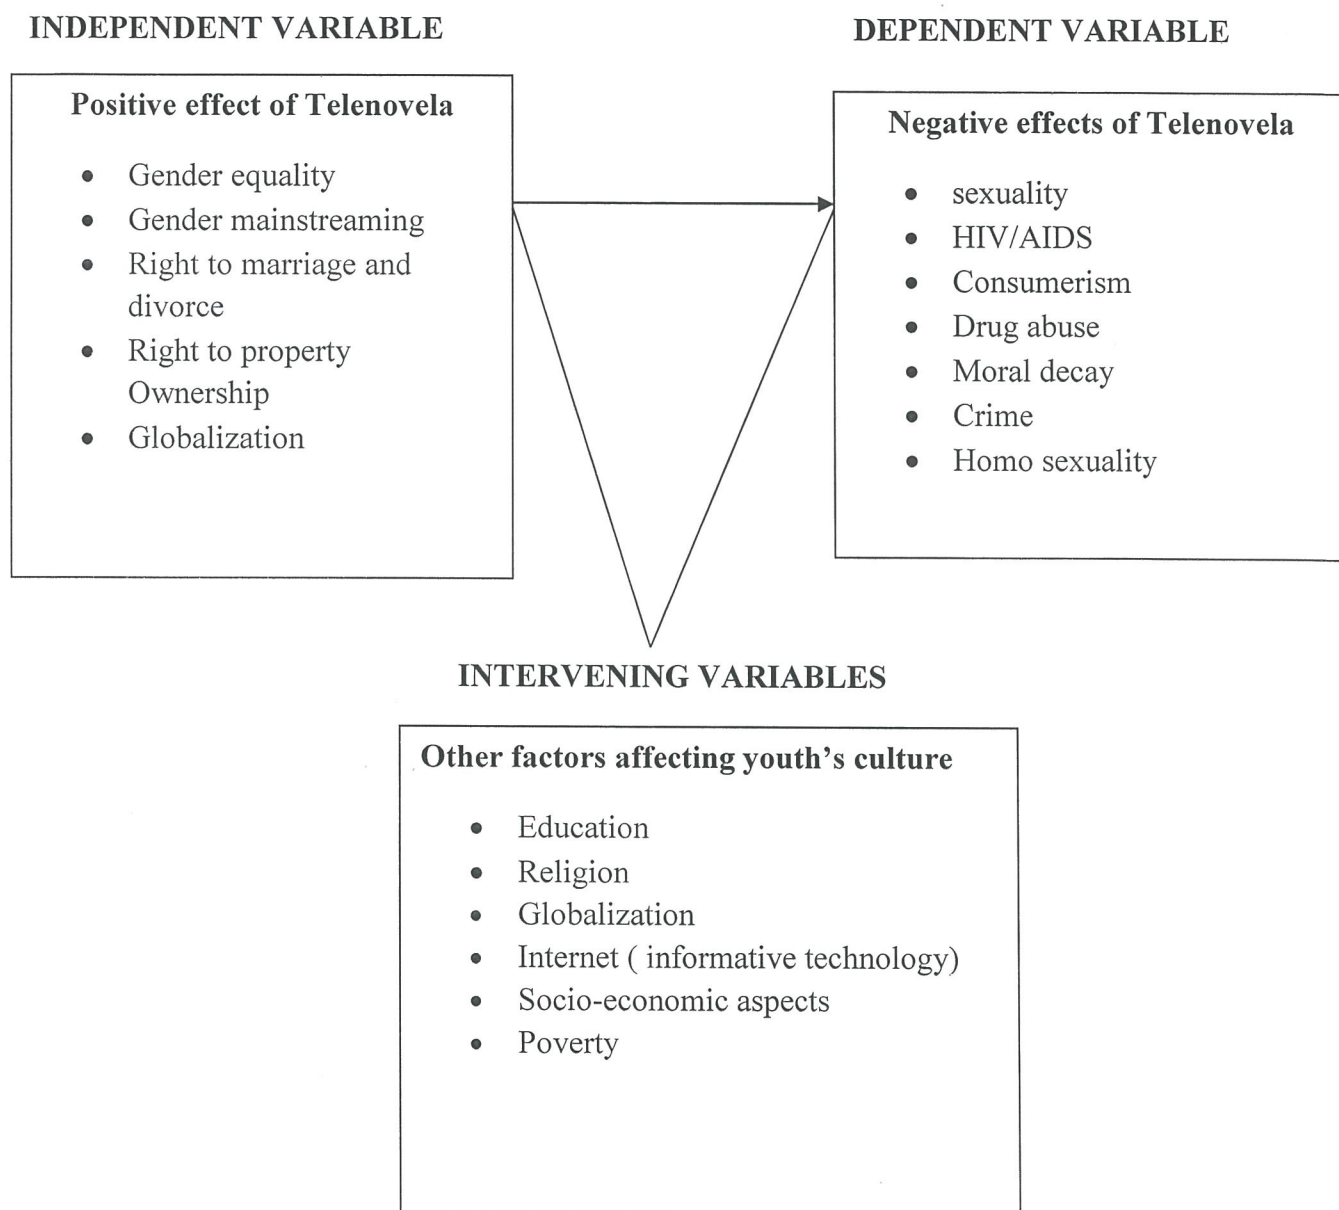 INDEPENDENT VARIABLE
Positive effect of Telenovela
• Gender equality
• Gender mainstreaming
• Right to marriage and
divorce
• Right to property
Ownership
• Globalization
DEPENDENT VARIABLE
Negative effects of Telenovela
• sexuality
• HIV/AIDS
• Consumerism
• Drug abuse
• Moral decay
• Crime
• Homo sexuality
INTERVENING VARIABLES
Other factors affecting youth’s culture
• Education
• Religion
• Globalization
• Internet ( informative technology)
• Socio-economic aspects
• Poverty